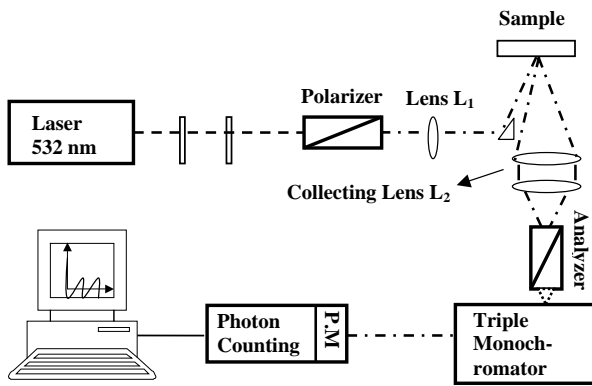 Sample
Polarizer
Lens L₁
Laser
532 nm
Collecting Lens L₂
Analyzer
Photon
Counting
P.M
Triple
Monoch-
romator